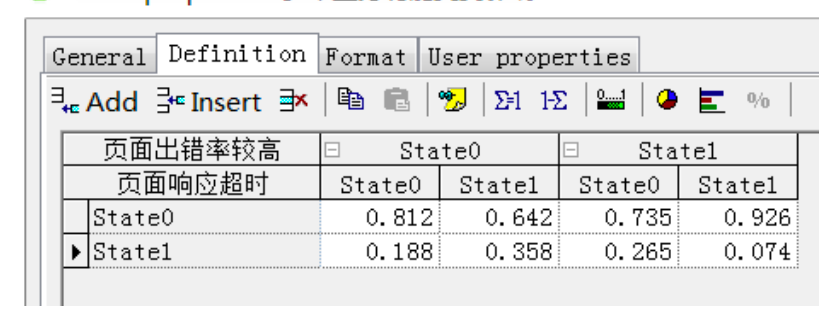 General Definition Format User properties
Add Insert Σ=1 1-Σ %
页面出错率较高 State0 State1
页面响应超时 State0 State1 State0 State1
State0 0.812 0.642 0.735 0.926
State1 0.188 0.358 0.265 0.074